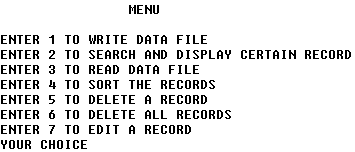 MENU
ENTER 1 TO WRITE DATA FILE
ENTER 2 TO SEARCH AND DISPLAY CERTAIN RECORD
ENTER 3 TO READ DATA FILE
ENTER 4 TO SORT THE RECORDS
ENTER 5 TO DELETE A RECORD
ENTER 6 TO DELETE ALL RECORDS
ENTER 7 TO EDIT A RECORD
YOUR CHOICE